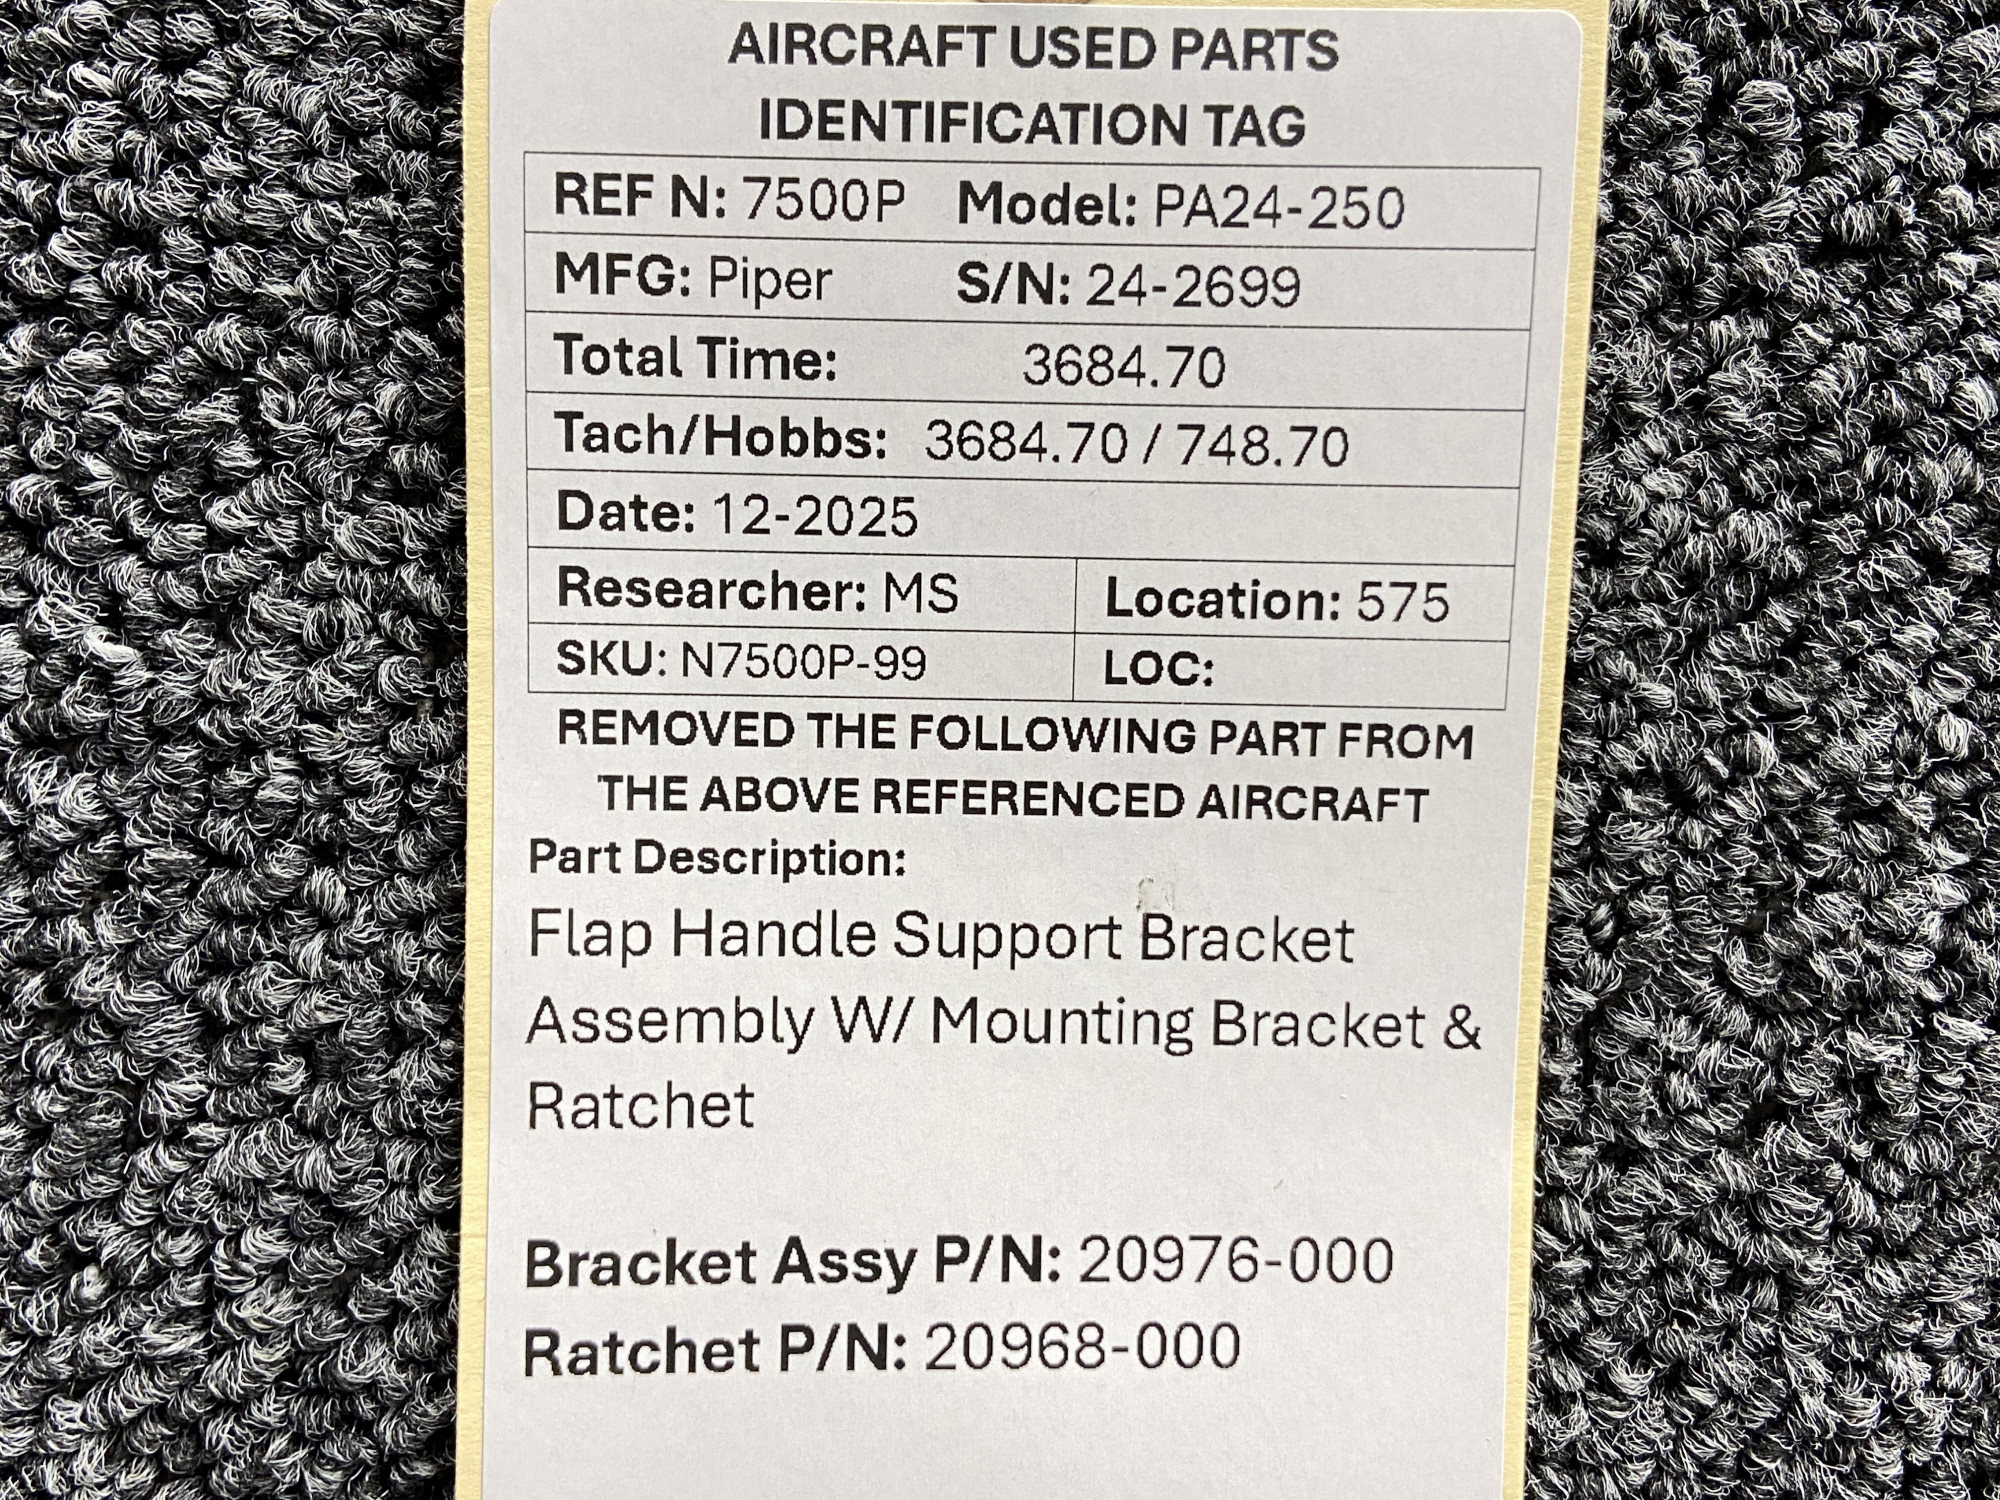 AIRCRAFT USED PARTS
IDENTIFICATION TAG
REF N: 7500P Model: PA24-250
MFG: Piper S/N: 24-2699
Total Time: 3684.70
Tach/Hobbs: 3684.70 / 748.70
Date: 12-2025
Researcher: MS Location: 575
SKU: N7500P-99 LOC:
REMOVED THE FOLLOWING PART FROM
THE ABOVE REFERENCED AIRCRAFT
Part Description:
Flap Handle Support Bracket
Assembly W/ Mounting Bracket &
Ratchet
Bracket Assy P/N: 20976-000
Ratchet P/N: 20968-000